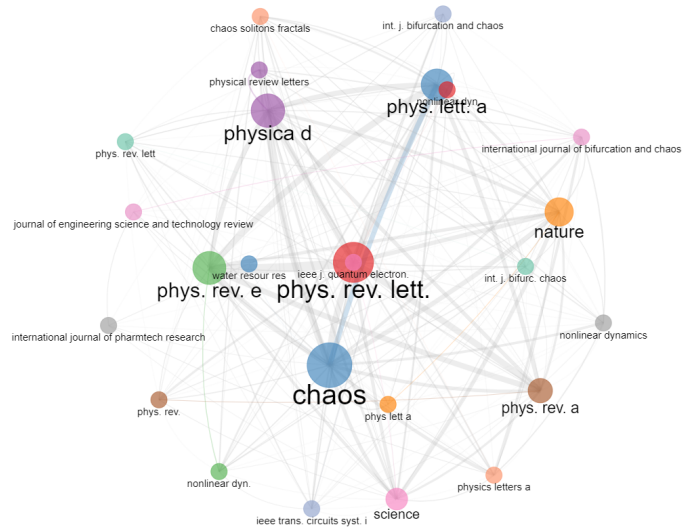 chaos solitons fractals
int. j. bifurcation and chaos
physical review letters
nonlinear dyn.
phys. lett. a
physica d
phys. rev. lett
international journal of bifurcation and chaos
journal of engineering science and technology review
nature
water resour res
ieee j. quantum electron.
int. j. bifurc. chaos
phys. rev. e
phys. rev. lett.
international journal of pharmtech research
nonlinear dynamics
chaos
phys. rev.
phys lett a
phys. rev. a
nonlinear dyn.
physics letters a
science
ieee trans. circuits syst. i